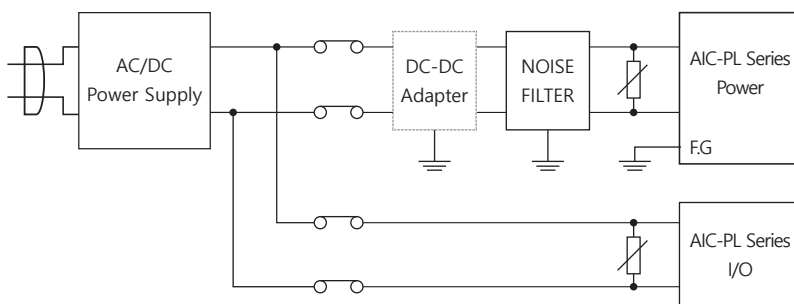 AC/DC
Power Supply
DC-DC
Adapter
NOISE
FILTER
AIC-PL Series
Power
F.G
AIC-PL Series
I/O